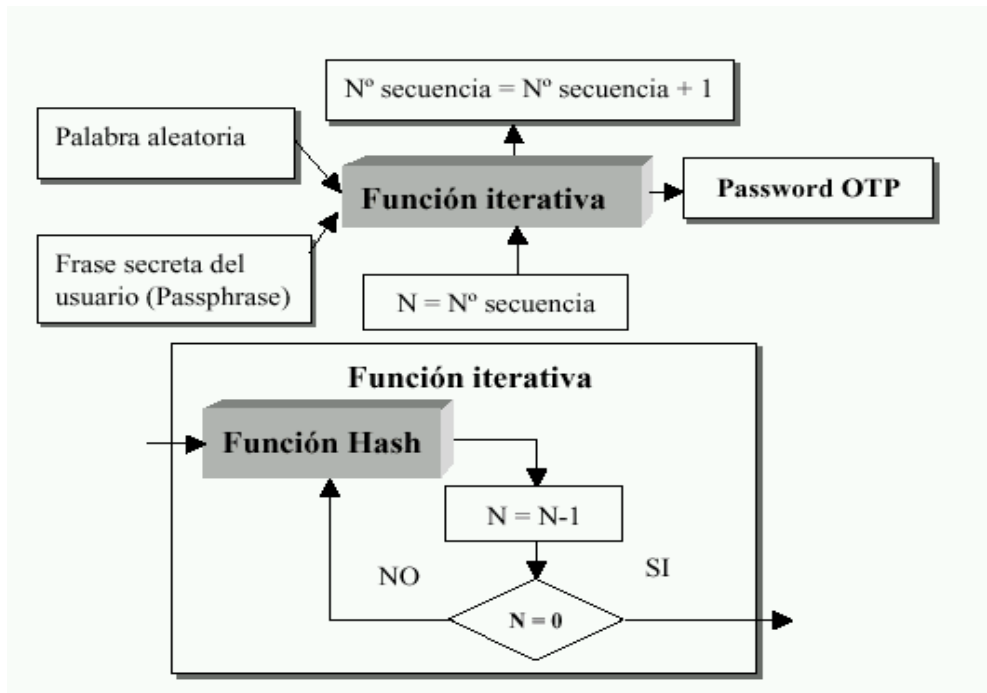 Nº secuencia = Nº secuencia + 1
Palabra aleatoria
Función iterativa
Password OTP
Frase secreta del
usuario (Passphrase)
N = Nº secuencia
Función iterativa
Función Hash
N = N-1
NO
SI
N = 0